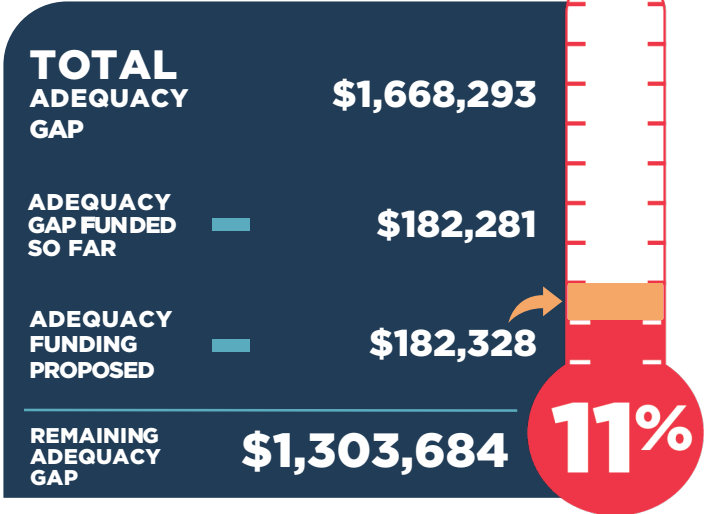 TOTAL
ADEQUACY
GAP
$1,668,293
ADEQUACY
GAP FUNDED
SO FAR
$182,281
ADEQUACY
FUNDING
PROPOSED
$182,328
REMAINING
ADEQUACY
GAP
$1,303,684
11%